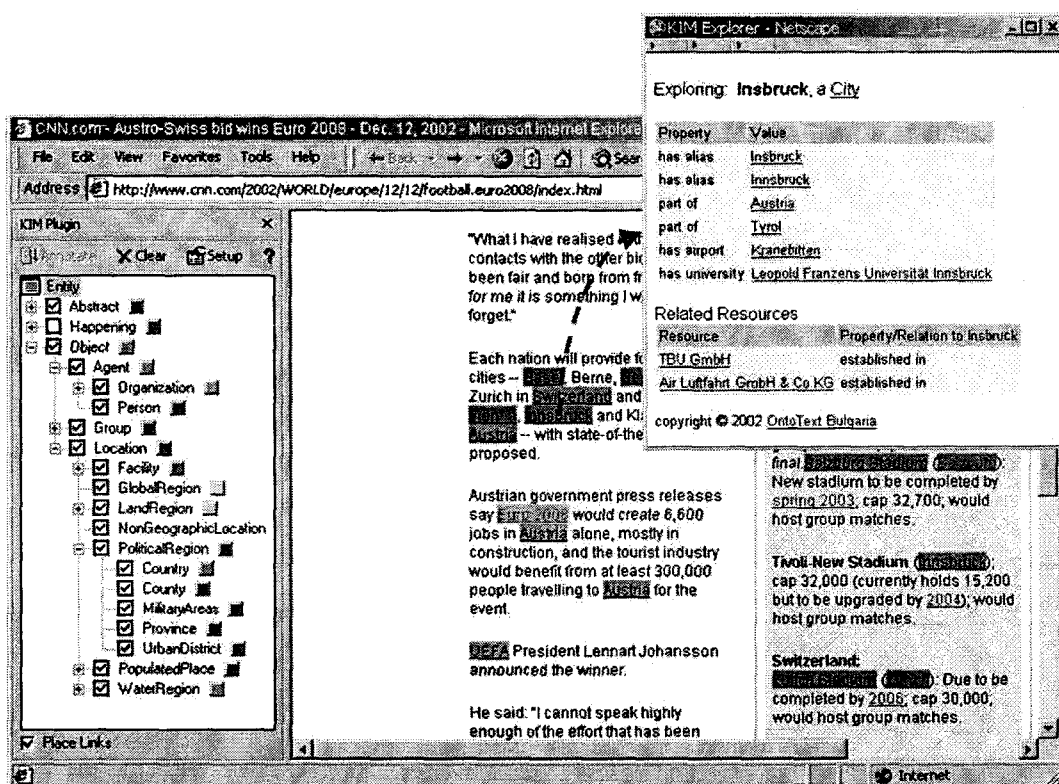 KIM Explorer - Netscape
Exploring: Insbruck, a City
Property Value
has alias Insbruck
has alias Innsbruck
part of Austria
part of Tyrol
has airport Kranebitten
has university Leopold Franzens Universität Innsbruck
Related Resources
Resource Property/Relation to Insbruck
TBU GmbH established in
Air Luftfahrt GmbH & Co KG established in
copyright © 2002 OntoText Bulgaria
CNN.com - Austro-Swiss bid wins Euro 2008 - Dec. 12, 2002 - Microsoft Internet Explore
File Edit View Favorites Tools Help Back Sear
Address http://www.cnn.com/2002/WORLD/europe/12/12/football.euro2008/index.html
KIM Plugin
Annotate Clear Setup ?
Entity
Abstract
Happening
Object
Agent
Organization
Person
Group
Location
Facility
GlobalRegion
LandRegion
NonGeographicLocation
PoliticalRegion
Country
County
MilitaryAreas
Province
UrbanDistrict
PopulatedPlace
WaterRegion
Place Links
"What I have realised
contacts with the other bid
been fair and born from fr
for me it is something I w
forget."
Each nation will provide fo
cities -- Basel, Berne,
Zurich in Switzerland and
Innsbruck and Kl
Austria -- with state-of-the
proposed.
Austrian government press releases
say Euro 2008 would create 6,600
jobs in Austria alone, mostly in
construction, and the tourist industry
would benefit from at least 300,000
people travelling to Austria for the
event.
UEFA President Lennart Johansson
announced the winner.
He said: "I cannot speak highly
enough of the effort that has been
final. Stadium
New stadium to be completed by
spring 2003; cap 32,700; would
host group matches.
Tivoli New Stadium (Innsbruck);
cap 32,000 (currently holds 15,200
but to be upgraded by 2004); would
host group matches.
Switzerland:
: Due to be
completed by 2006; cap 30,000;
would host group matches.
Internet